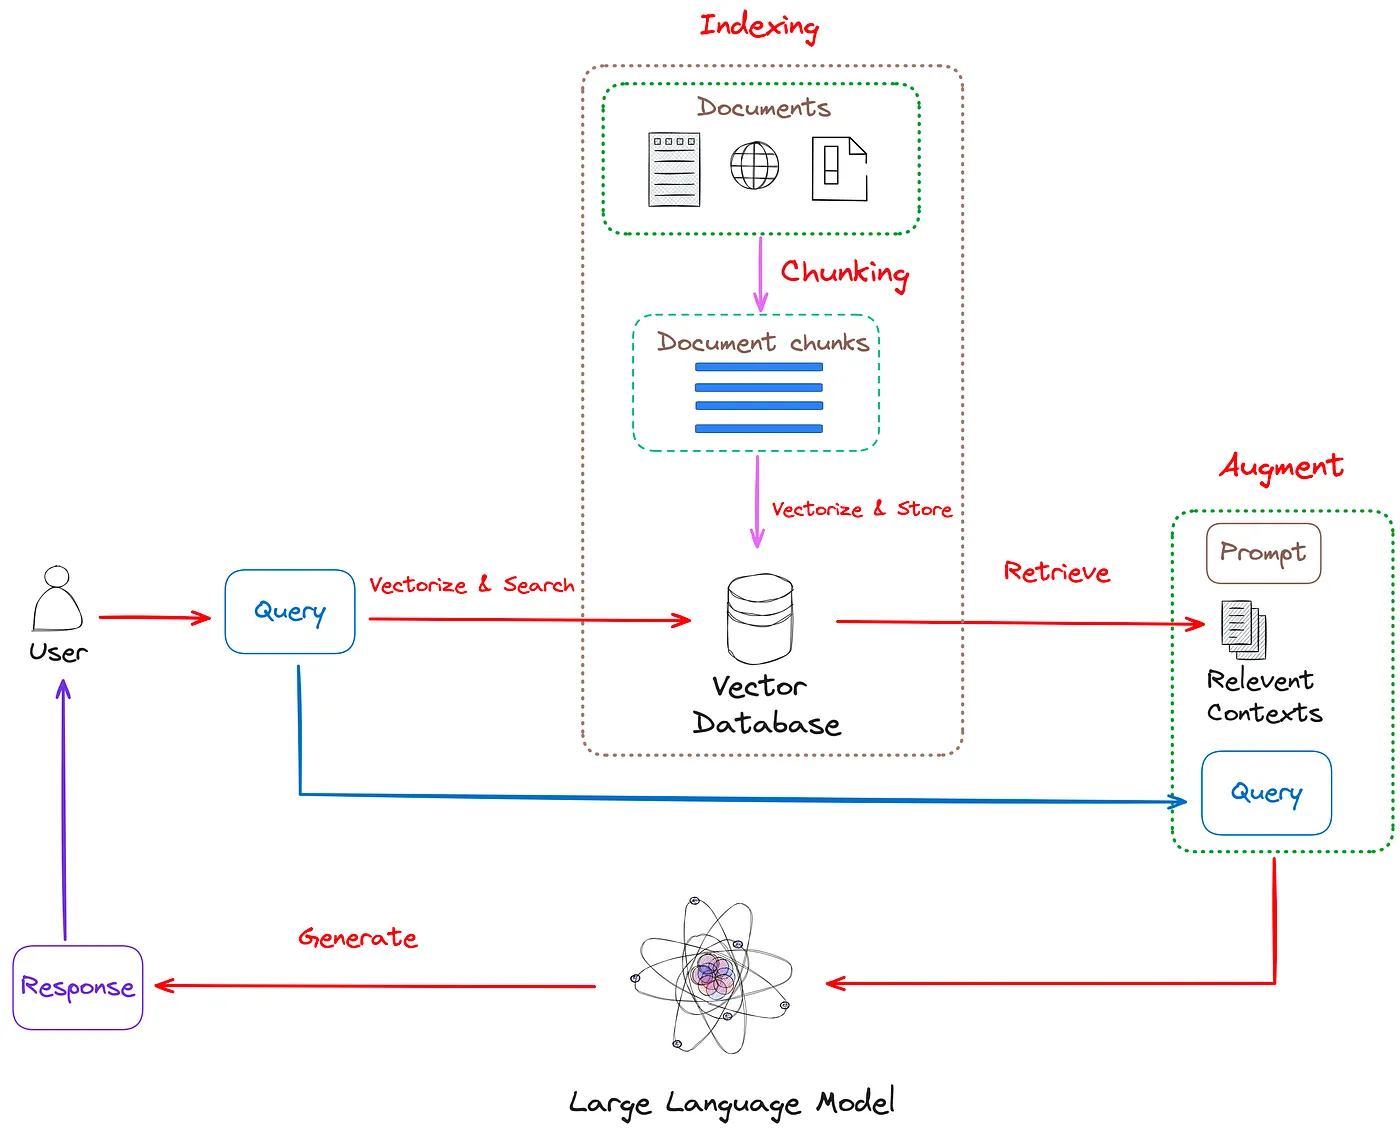 Indexing
Documents
Chunking
Document chunks
Vectorize & Store
Augment
Prompt
Retrieve
Vectorize & Search
Query
User
Relevent
Contexts
Vector
Database
Query
Generate
Response
Large Language Model